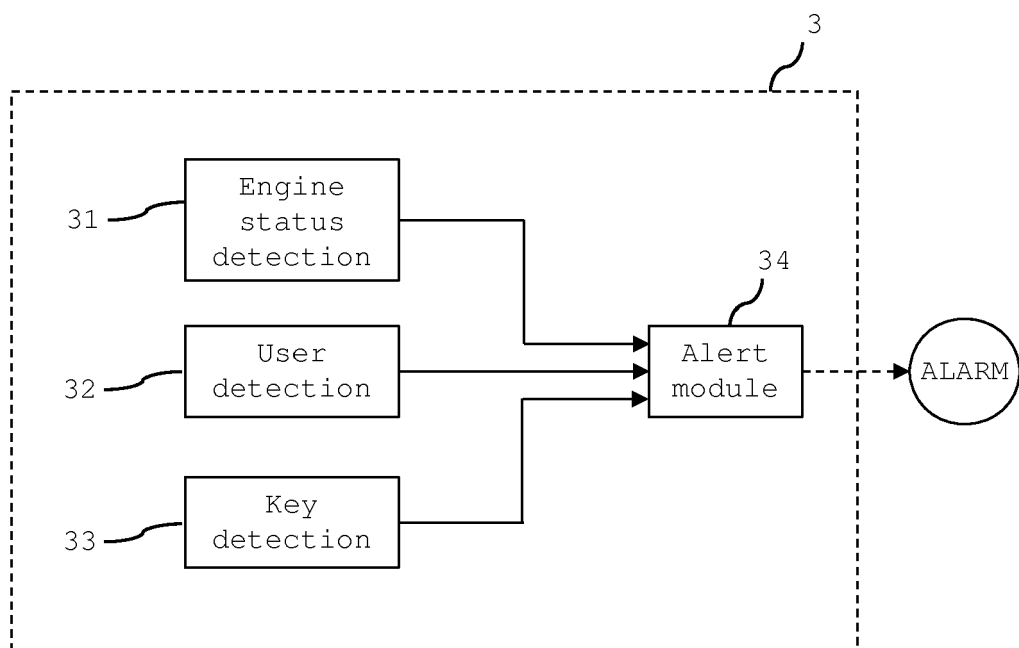 3
31
Engine
status
detection
34
32
User
detection
Alert
module
ALARM
33
Key
detection